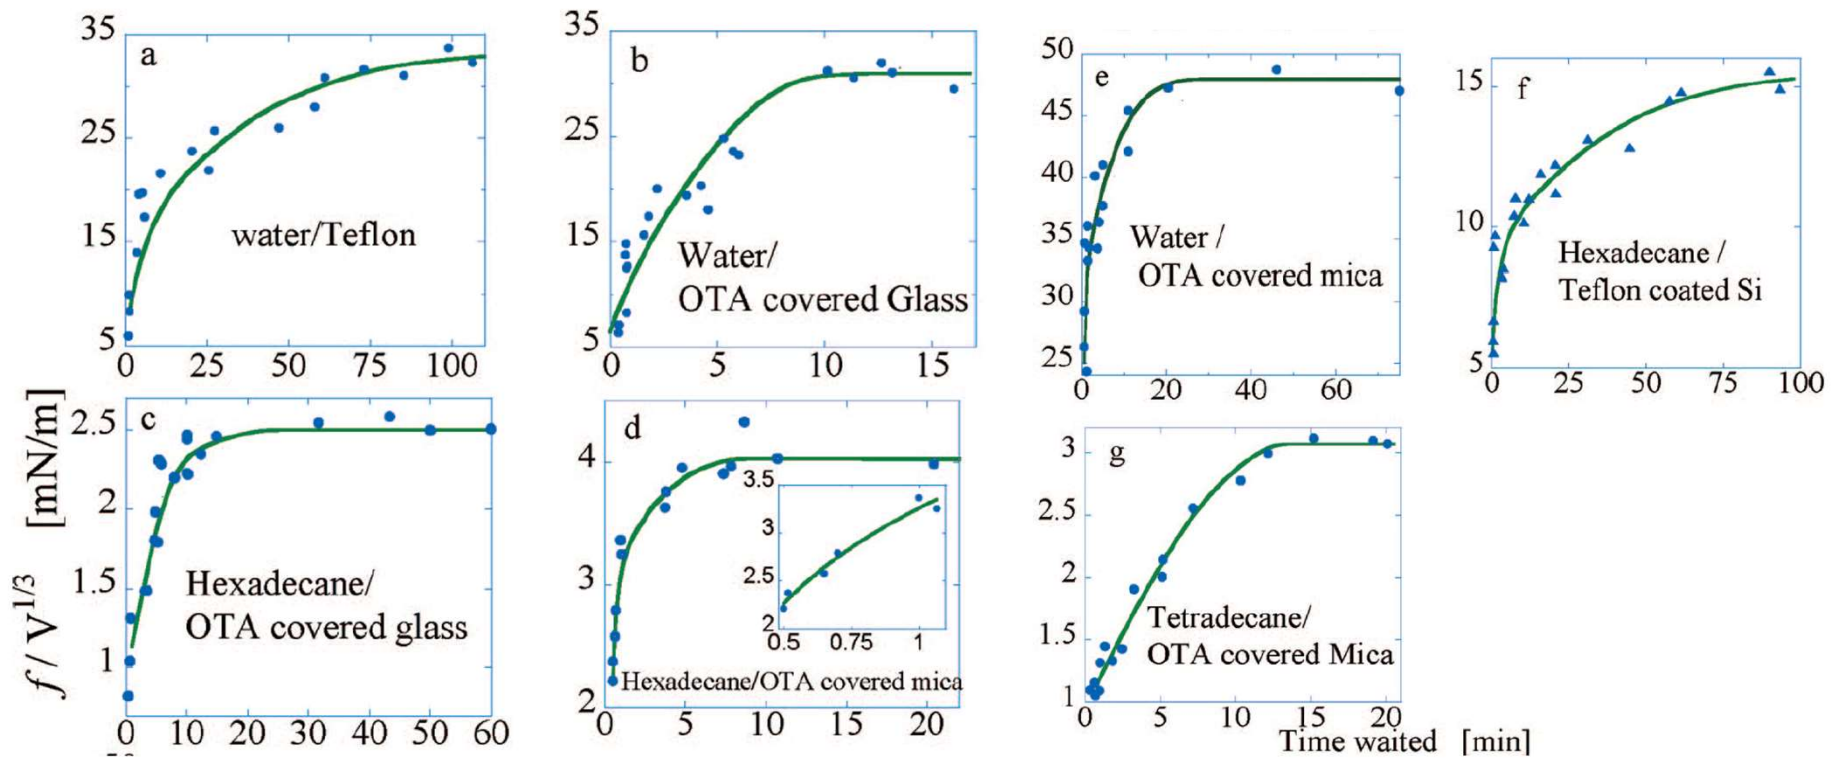 35
25
15
5
a
water/Teflon
0 25 50 75 100
35
25
15
5
b
Water/
OTA covered Glass
0 5 10 15
50
45
40
35
30
25
e
Water /
OTA covered mica
0 20 40 60
15
10
5
f
Hexadecane /
Teflon coated Si
0 25 50 75 100
f / V1/3 [mN/m]
2.5
2
1.5
1
c
Hexadecane/
OTA covered glass
0 10 20 30 40 50 60
4
3
2
d
3.5
3
2.5
2
0.5 0.75 1
Hexadecane/OTA covered mica
0 5 10 15 20
3
2.5
2
1.5
1
g
Tetradecane/
OTA covered Mica
0 5 10 15 20
Time waited [min]